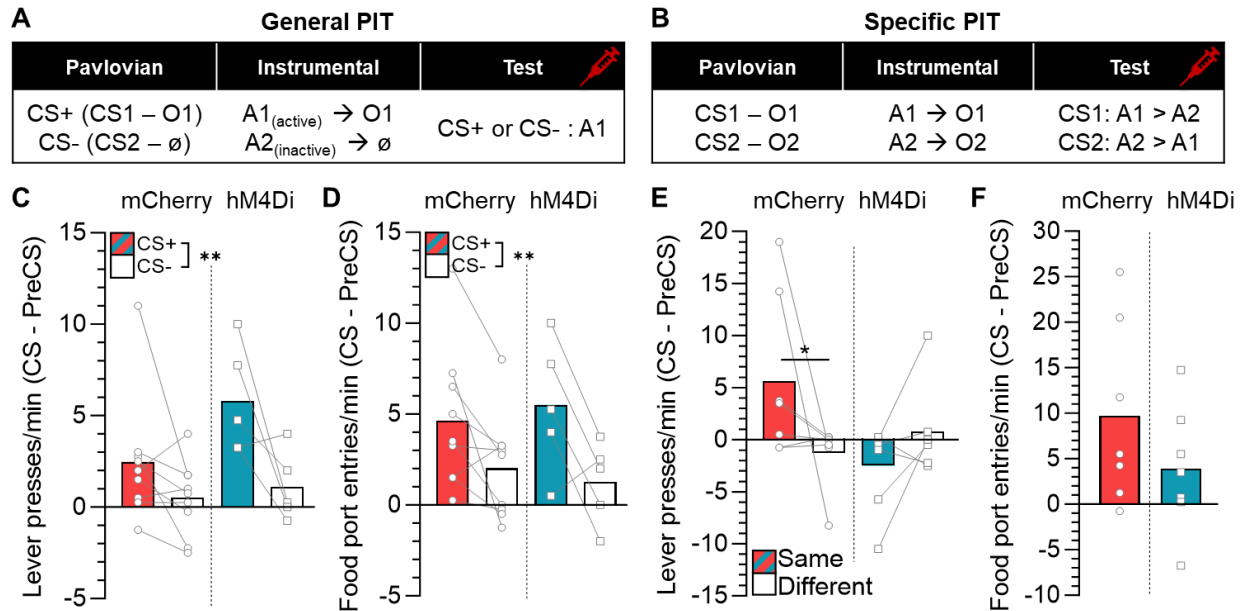 A General PIT
Pavlovian Instrumental Test
CS+ (CS1 – O1) A1(active) → O1 CS+ or CS- : A1
CS- (CS2 – ø) A2(inactive) → ø
B Specific PIT
Pavlovian Instrumental Test
CS1 – O1 A1 → O1 CS1: A1 > A2
CS2 – O2 A2 → O2 CS2: A2 > A1
C mCherry hM4Di
Lever presses/min (CS - PreCS)
15
10
5
0
-5
CS+
CS-
**
D mCherry hM4Di
Food port entries/min (CS - PreCS)
15
10
5
0
-5
CS+
CS-
**
E mCherry hM4Di
Lever presses/min (CS - PreCS)
20
15
10
5
0
-5
-10
-15
*
Same
Different
F mCherry hM4Di
Food port entries/min (CS - PreCS)
30
25
20
15
10
5
0
-5
-10